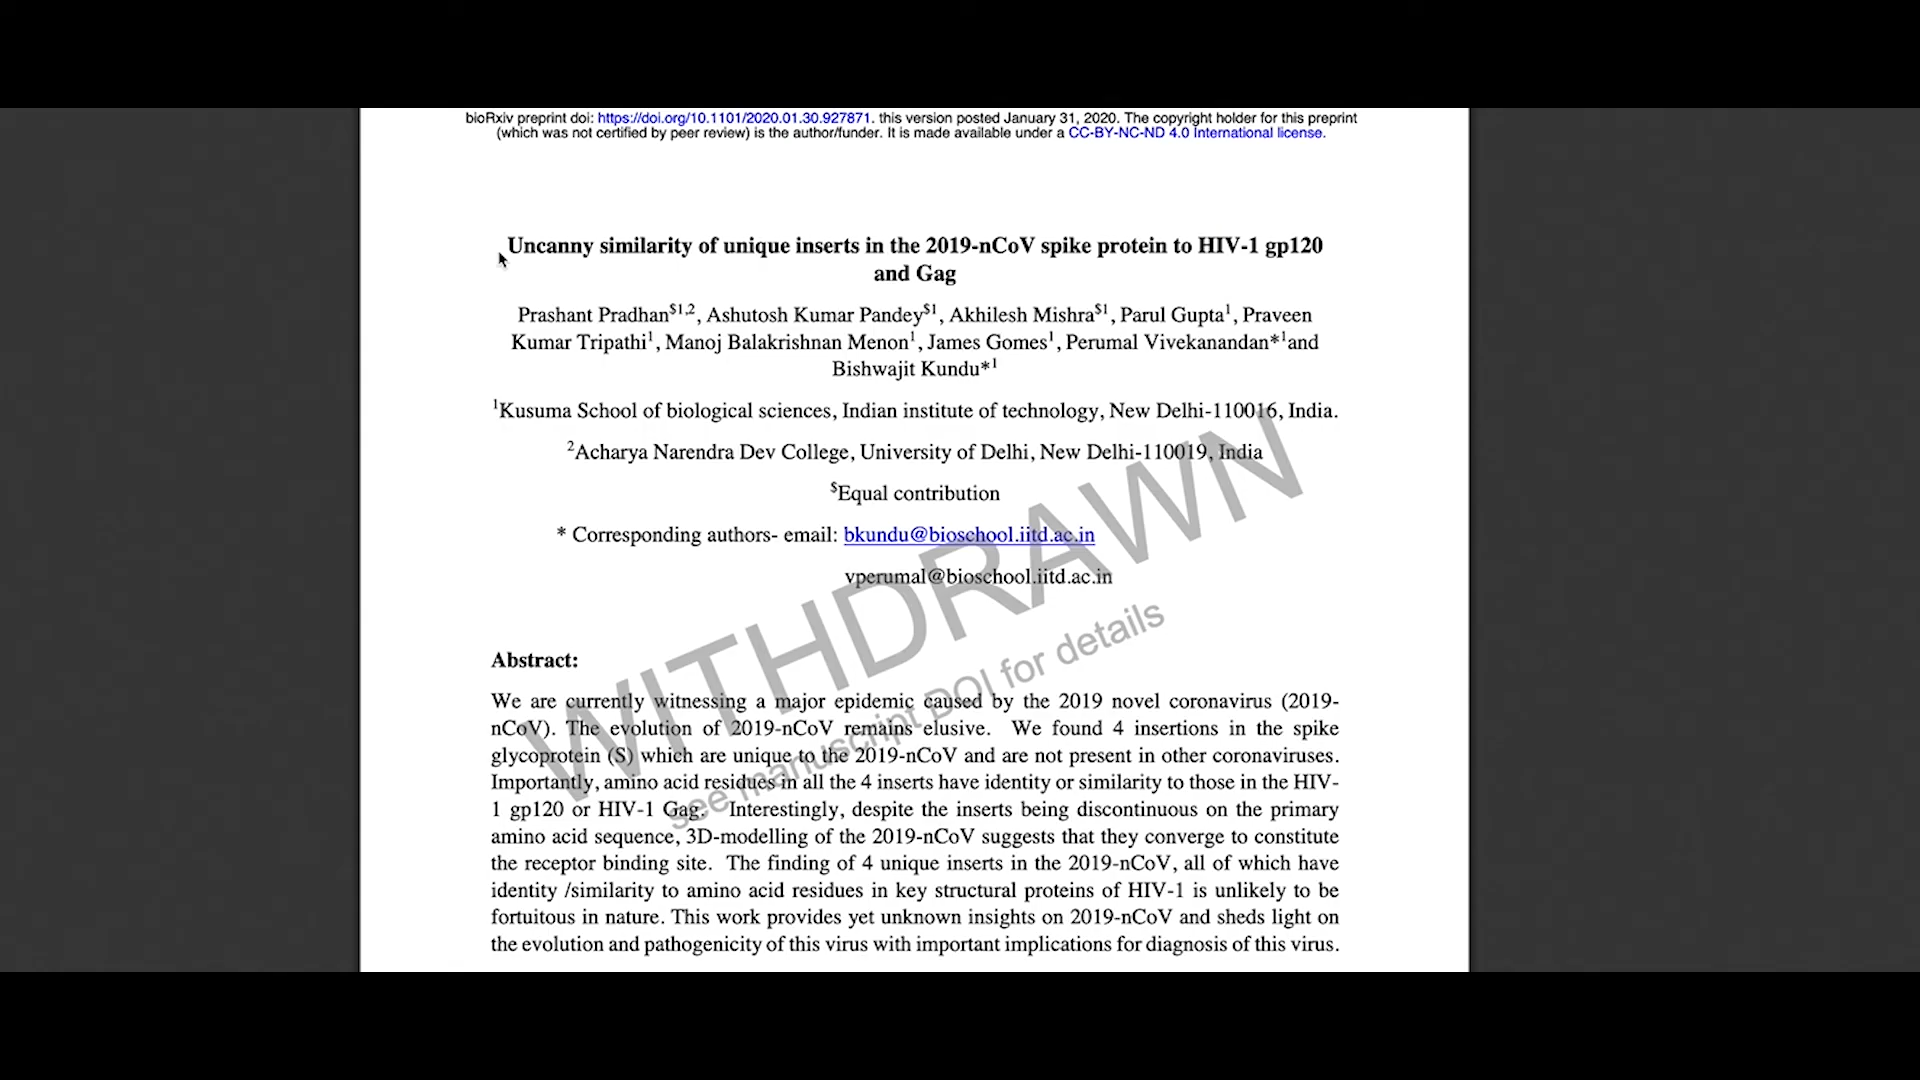 bioRxiv preprint doi: https://doi.org/10.1101/2020.01.30.927871. this version posted January 31, 2020. The copyright holder for this preprint
(which was not certified by peer review) is the author/funder. It is made available under a CC-BY-NC-ND 4.0 International license.
Uncanny similarity of unique inserts in the 2019-nCoV spike protein to HIV-1 gp120
and Gag
Prashant Pradhan$1,2, Ashutosh Kumar Pandey$1, Akhilesh Mishra$1, Parul Gupta1, Praveen
Kumar Tripathi1, Manoj Balakrishnan Menon1, James Gomes1, Perumal Vivekanandan*1and
Bishwajit Kundu*1
1Kusuma School of biological sciences, Indian institute of technology, New Delhi-110016, India.
2Acharya Narendra Dev College, University of Delhi, New Delhi-110019, India
$Equal contribution
* Corresponding authors- email: bkundu@bioschool.iitd.ac.in
vperumal@bioschool.iitd.ac.in
WITHDRAWN
see manuscript DOI for details
Abstract:
We are currently witnessing a major epidemic caused by the 2019 novel coronavirus (2019-
nCoV). The evolution of 2019-nCoV remains elusive. We found 4 insertions in the spike
glycoprotein (S) which are unique to the 2019-nCoV and are not present in other coronaviruses.
Importantly, amino acid residues in all the 4 inserts have identity or similarity to those in the HIV-
1 gp120 or HIV-1 Gag. Interestingly, despite the inserts being discontinuous on the primary
amino acid sequence, 3D-modelling of the 2019-nCoV suggests that they converge to constitute
the receptor binding site. The finding of 4 unique inserts in the 2019-nCoV, all of which have
identity /similarity to amino acid residues in key structural proteins of HIV-1 is unlikely to be
fortuitous in nature. This work provides yet unknown insights on 2019-nCoV and sheds light on
the evolution and pathogenicity of this virus with important implications for diagnosis of this virus.